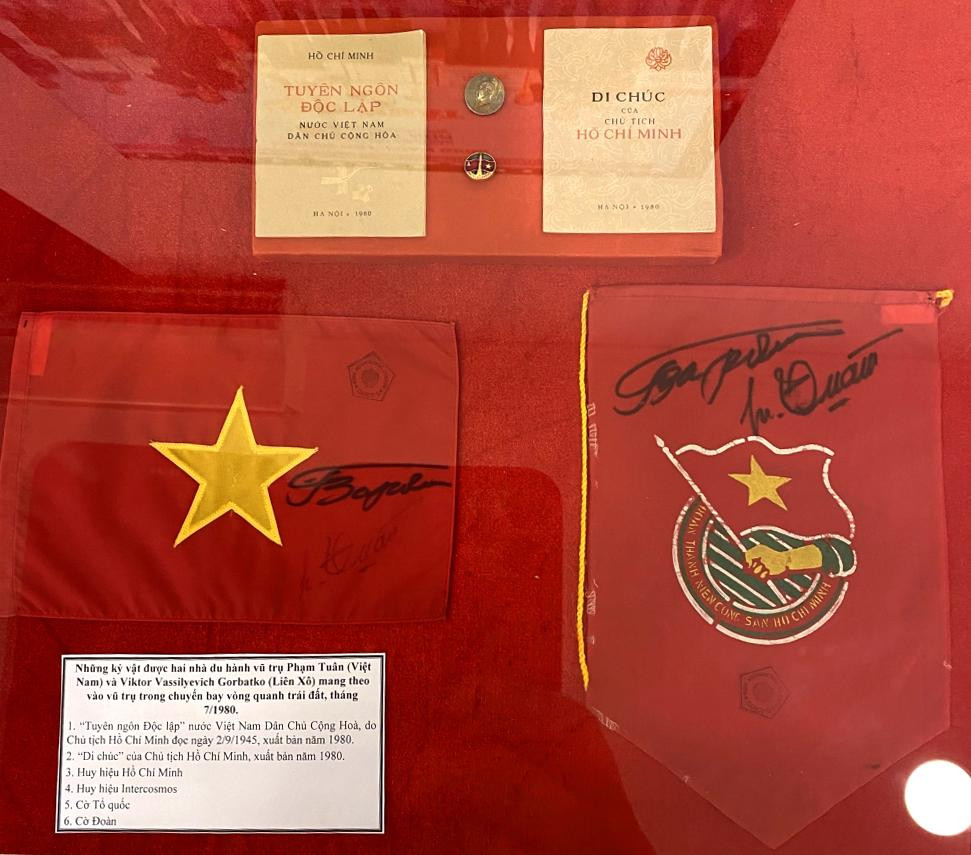 HỒ CHÍ MINH
TUYÊN NGÔN
ĐỘC LẬP
NƯỚC VIỆT NAM
DÂN CHỦ CỘNG HÒA
HÀ NỘI - 1980
DI CHÚC
CỦA
CHỦ TỊCH
HỒ CHÍ MINH
HÀ NỘI - 1980
ĐOÀN THANH NIÊN CỘNG SẢN HỒ CHÍ MINH
Những kỷ vật được hai nhà du hành vũ trụ Phạm Tuân (Việt
Nam) và Viktor Vassilyevich Gorbatko (Liên Xô) mang theo
vào vũ trụ trong chuyến bay vòng quanh trái đất, tháng
7/1980.
1. “Tuyên ngôn Độc lập” nước Việt Nam Dân Chủ Cộng Hoà, do
Chủ tịch Hồ Chí Minh đọc ngày 2/9/1945, xuất bản năm 1980.
2. “Di chúc” của Chủ tịch Hồ Chí Minh, xuất bản năm 1980.
3. Huy hiệu Hồ Chí Minh
4. Huy hiệu Intercosmos
5. Cờ Tổ quốc
6. Cờ Đoàn